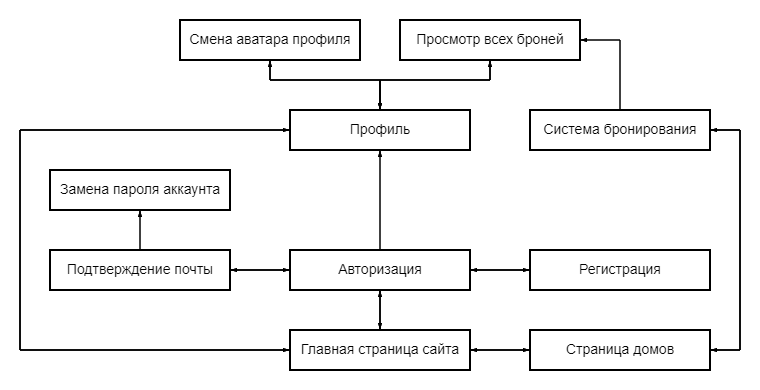 Смена аватара профиля
Просмотр всех броней
Профиль
Система бронирования
Замена пароля аккаунта
Подтверждение почты
Авторизация
Регистрация
Главная страница сайта
Страница домов